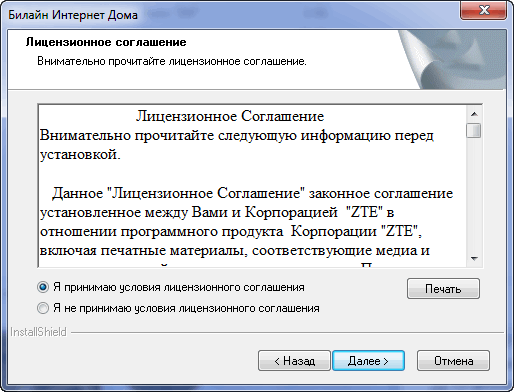 Билайн Интернет Дома
Лицензионное соглашение
Внимательно прочитайте лицензионное соглашение.
Лицензионное Соглашение
Внимательно прочитайте следующую информацию перед
установкой.
Данное "Лицензионное Соглашение" законное соглашение
установленное между Вами и Корпорацией "ZTE" в
отношении программного продукта Корпорации "ZTE",
включая печатные материалы, соответствующие медиа и
Я принимаю условия лицензионного соглашения
Печать
Я не принимаю условия лицензионного соглашения
InstallShield
< Назад
Далее >
Отмена